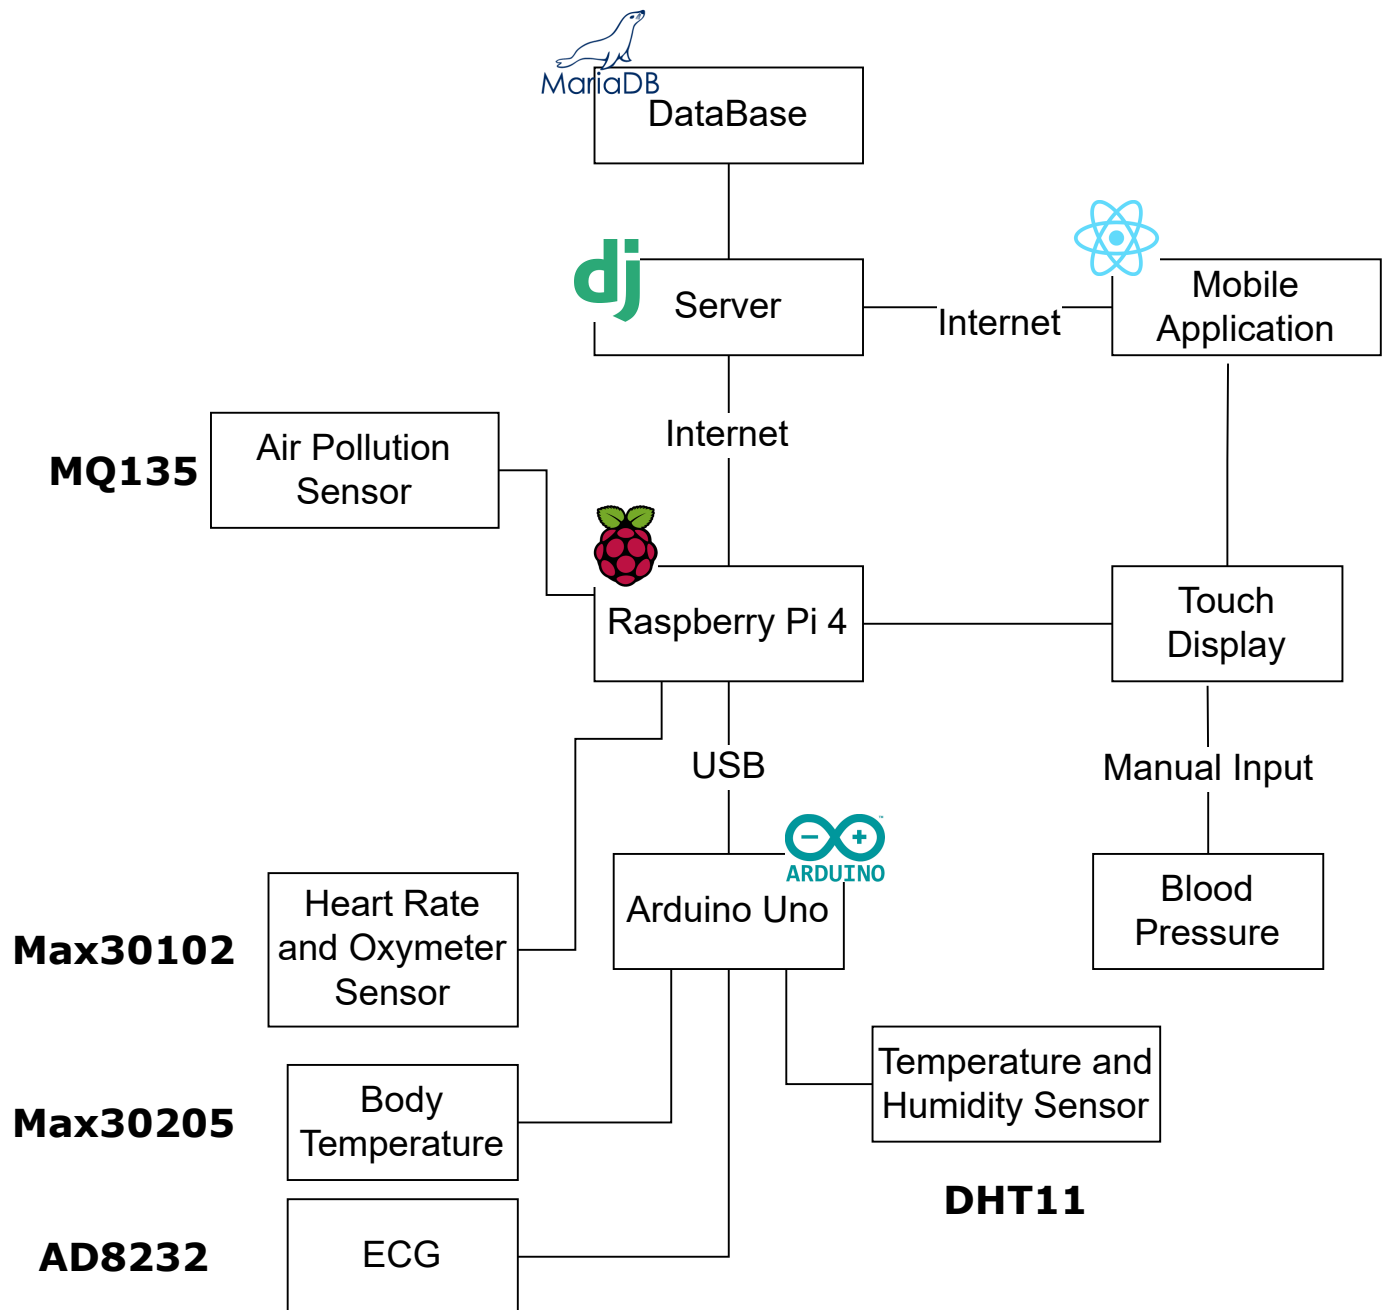 MariaDB
DataBase
dj
Server
Internet
Mobile
Application
Internet
MQ135
Air Pollution
Sensor
Raspberry Pi 4
Touch
Display
USB
Manual Input
ARDUINO
Arduino Uno
Blood
Pressure
Max30102
Heart Rate
and Oxymeter
Sensor
Temperature and
Humidity Sensor
Max30205
Body
Temperature
DHT11
AD8232
ECG